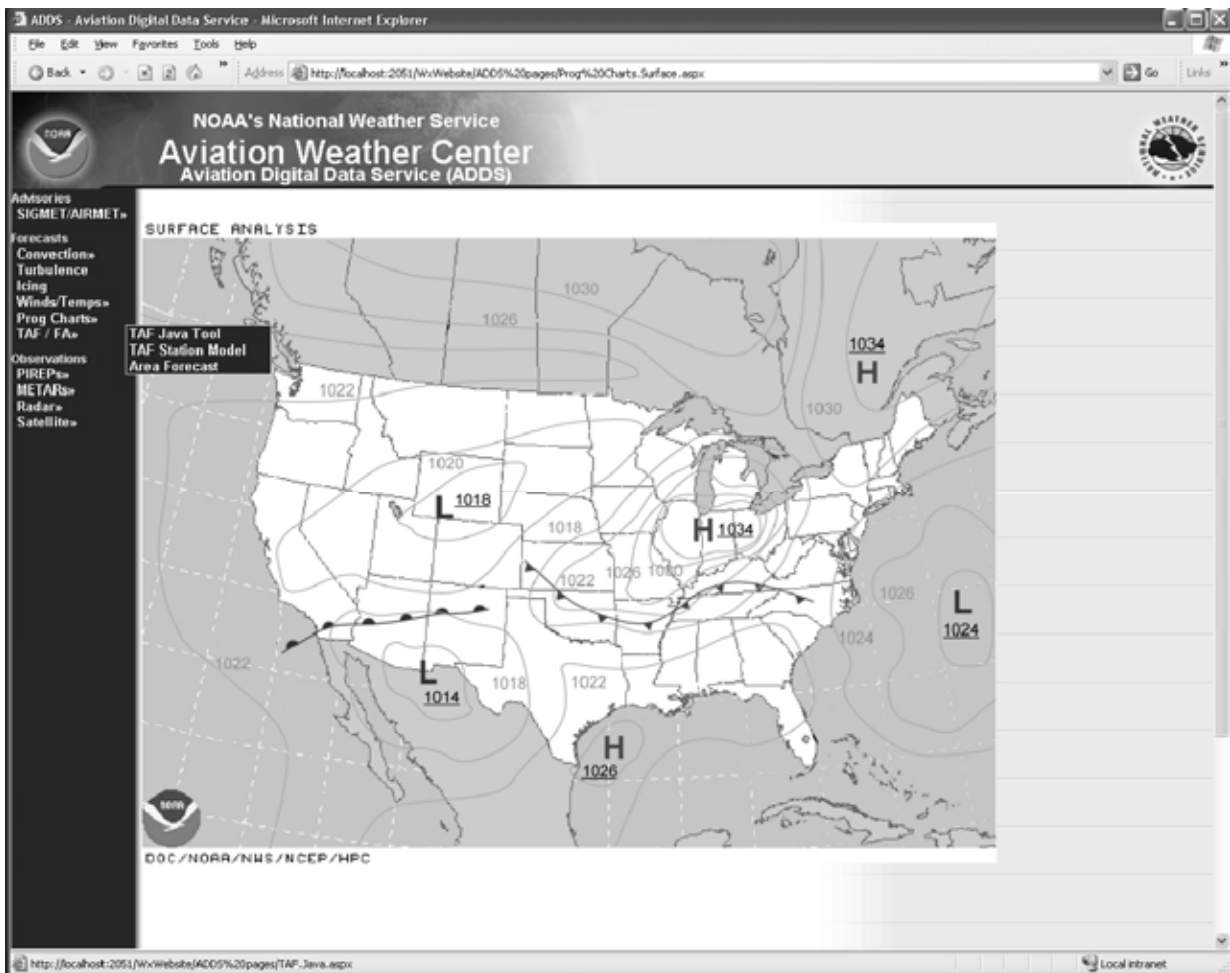 ADDS - Aviation Digital Data Service - Microsoft Internet Explorer
File Edit View Favorites Tools Help
Back Address http://localhost:2051/WxWebsite/ADDS%20pages/Prog%20Charts.Surface.aspx Go Links
NOAA
NOAA's National Weather Service
Aviation Weather Center
Aviation Digital Data Service (ADDS)
NATIONAL WEATHER SERVICE
Advisories
SIGMET/AIRMET»
Forecasts
Convection»
Turbulence
Icing
Winds/Temps»
Prog Charts»
TAF / FA»
TAF Java Tool
TAF Station Model
Area Forecast
Observations
PIREPs»
METARs»
Radar»
Satellite»
SURFACE ANALYSIS
1030
1026
1034
H
1022
1030
1020
L 1018
1018
H 1034
1022 1026 1030
1026
L
1024
1024
1022
L
1014
1018
1022
H
1026
NOAA
DOC/NOAA/NWS/NCEP/HPC
http://localhost:2051/WxWebsite/ADDS%20pages/TAF.Java.aspx
Local intranet